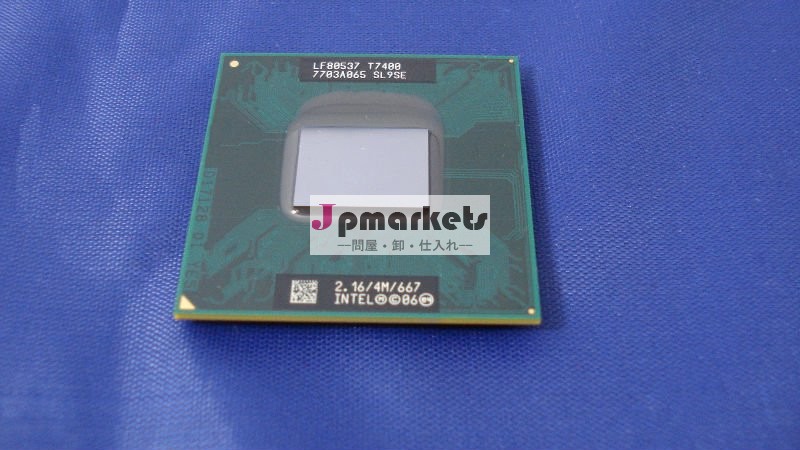 LF80537 T7400
7703A065 SL9SE
Jpmarkets
―問屋・卸・仕入れ―
2.16/4M/667
INTEL Ⓜ©06